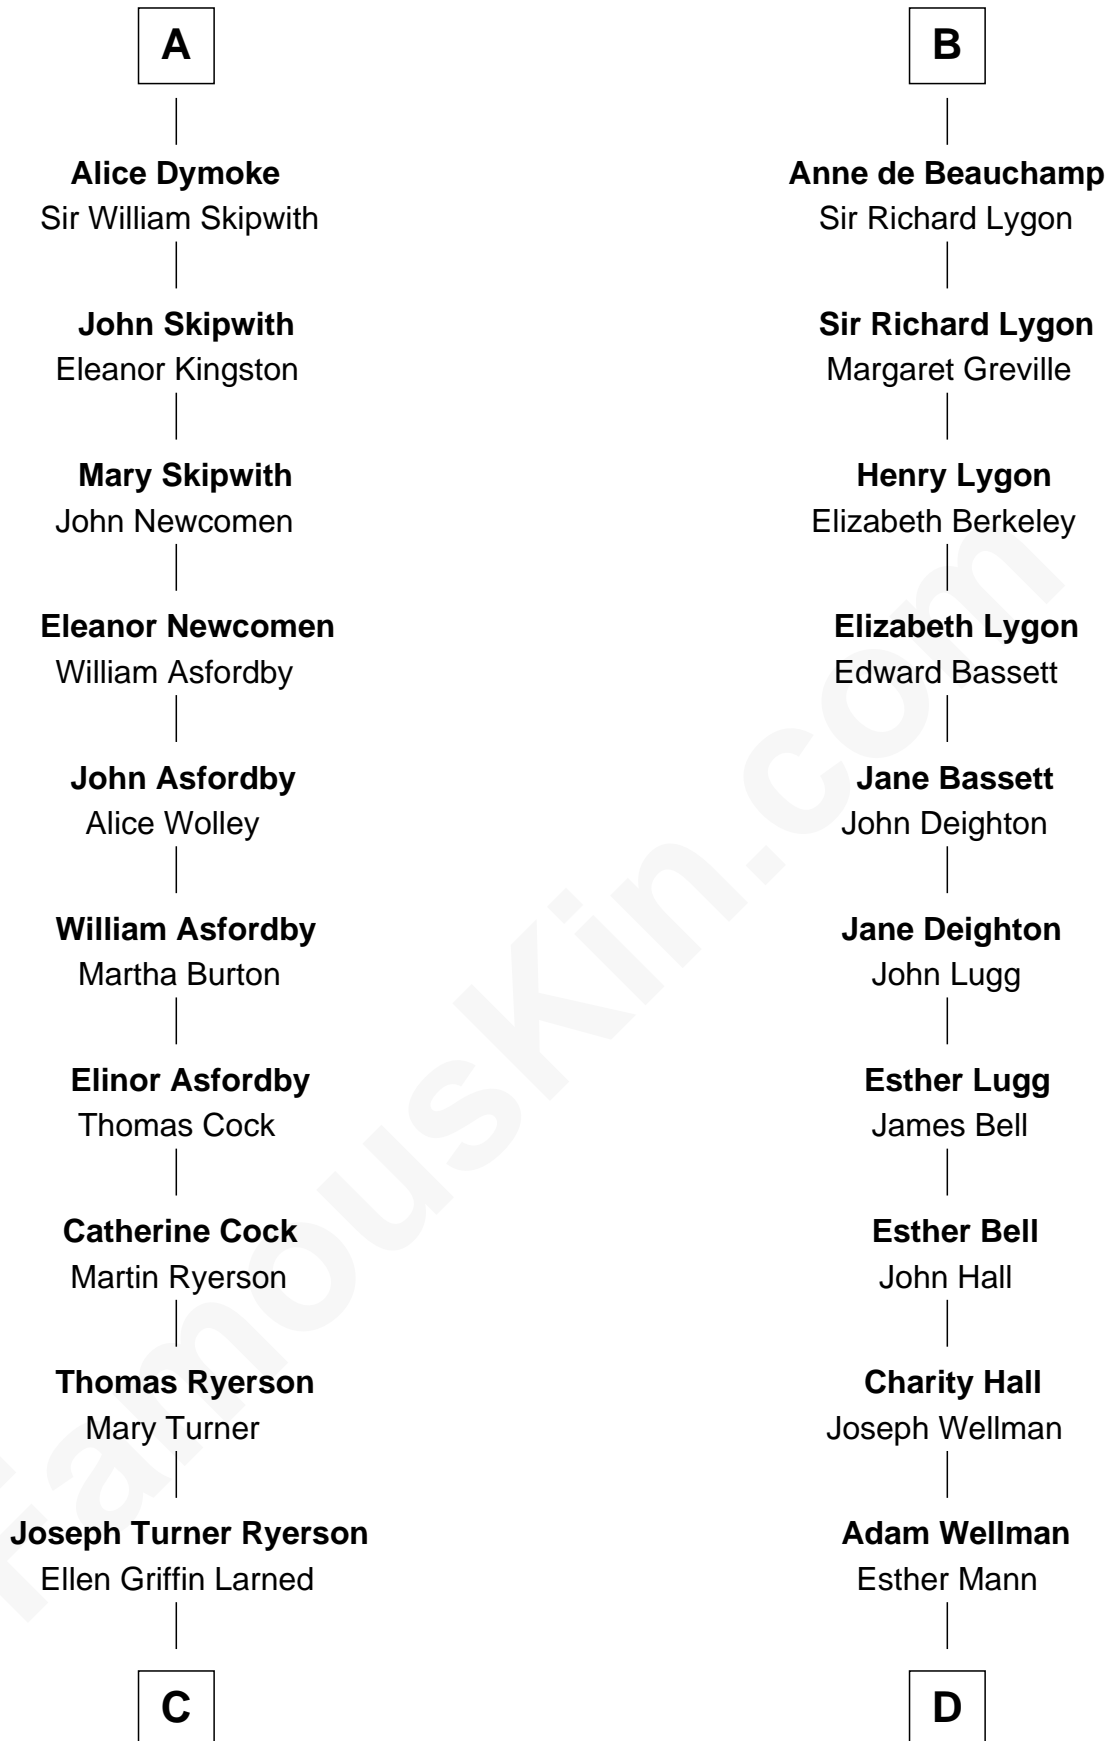 A
Alice Dymoke
Sir William Skipwith
John Skipwith
Eleanor Kingston
Mary Skipwith
John Newcomen
Eleanor Newcomen
William Asfordby
John Asfordby
Alice Wolley
William Asfordby
Martha Burton
Elinor Asfordby
Thomas Cock
Catherine Cock
Martin Ryerson
Thomas Ryerson
Mary Turner
Joseph Turner Ryerson
Ellen Griffin Larned
C
B
Anne de Beauchamp
Sir Richard Lygon
Sir Richard Lygon
Margaret Greville
Henry Lygon
Elizabeth Berkeley
Elizabeth Lygon
Edward Bassett
Jane Bassett
John Deighton
Jane Deighton
John Lugg
Esther Lugg
James Bell
Esther Bell
John Hall
Charity Hall
Joseph Wellman
Adam Wellman
Esther Mann
D
FamousKin.com